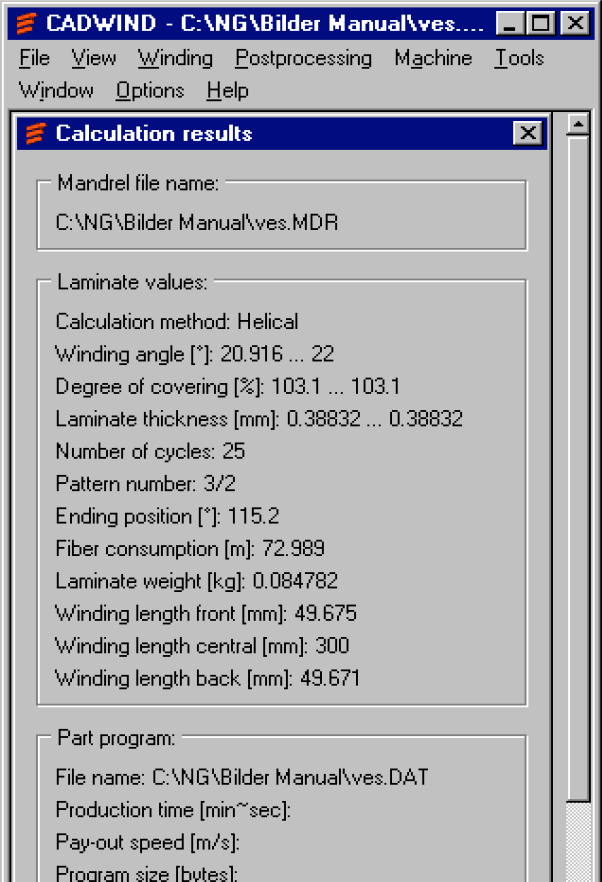 CADWIND - C:\NG\Bilder Manual\ves....
File View Winding Postprocessing Machine Tools
Window Options Help
Calculation results
Mandrel file name:
C:\NG\Bilder Manual\ves.MDR
Laminate values:
Calculation method: Helical
Winding angle [°]: 20.916 ... 22
Degree of covering [%]: 103.1 ... 103.1
Laminate thickness [mm]: 0.38832 ... 0.38832
Number of cycles: 25
Pattern number: 3/2
Ending position [°]: 115.2
Fiber consumption [m]: 72.989
Laminate weight [kg]: 0.084782
Winding length front [mm]: 49.675
Winding length central [mm]: 300
Winding length back [mm]: 49.671
Part program:
File name: C:\NG\Bilder Manual\ves.DAT
Production time [min~sec]:
Pay-out speed [m/s]:
Program size [bytes]: